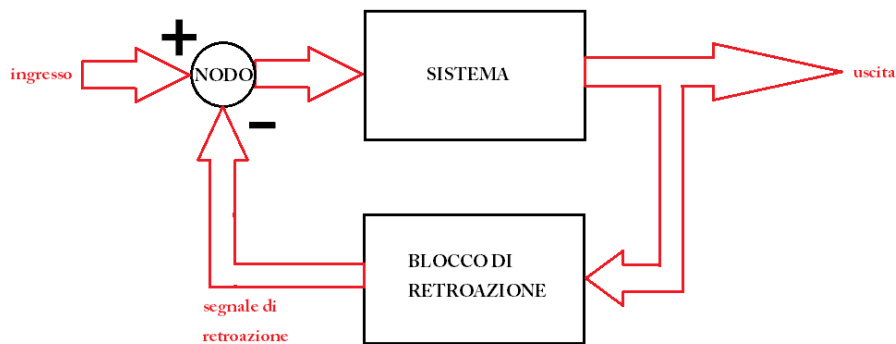 +
ingresso
NODO
SISTEMA
uscita
−
BLOCCO DI
RETROAZIONE
segnale di
retroazione